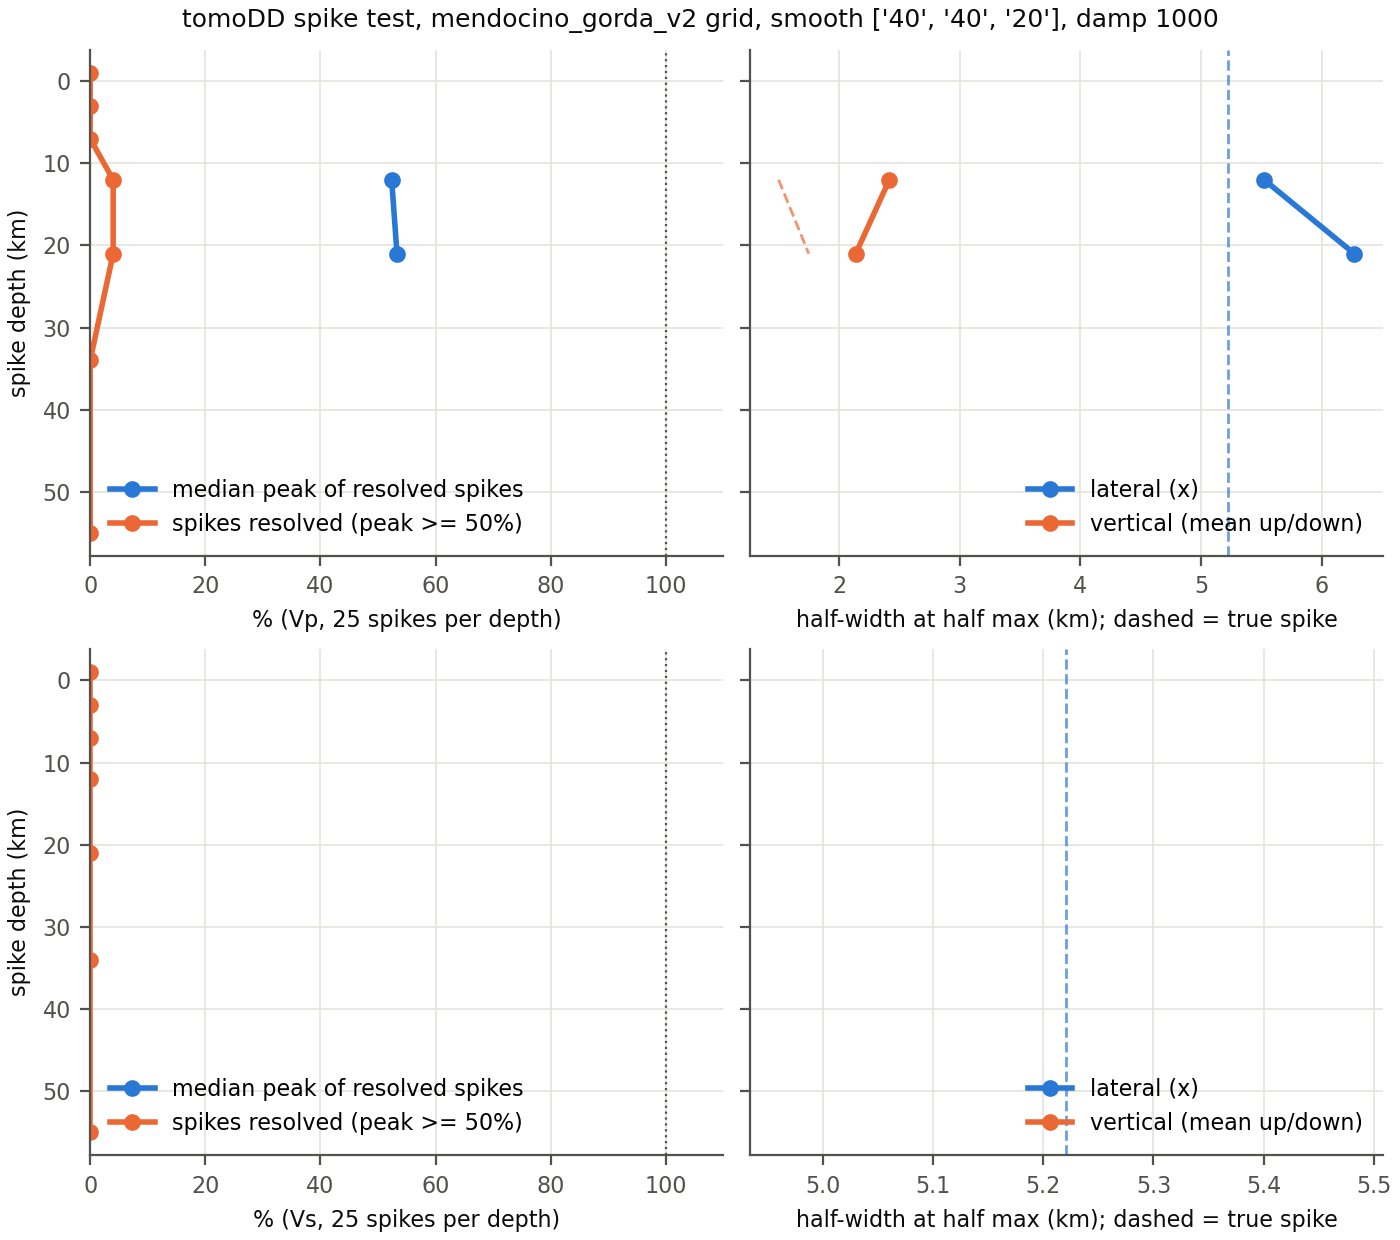 tomoDD spike test, mendocino_gorda_v2 grid, smooth ['40', '40', '20'], damp 1000
0
10
20
30
40
50
spike depth (km)
median peak of resolved spikes
spikes resolved (peak >= 50%)
0 20 40 60 80 100
% (Vp, 25 spikes per depth)
lateral (x)
vertical (mean up/down)
2 3 4 5 6
half-width at half max (km); dashed = true spike
0
10
20
30
40
50
spike depth (km)
median peak of resolved spikes
spikes resolved (peak >= 50%)
0 20 40 60 80 100
% (Vs, 25 spikes per depth)
lateral (x)
vertical (mean up/down)
5.0 5.1 5.2 5.3 5.4 5.5
half-width at half max (km); dashed = true spike